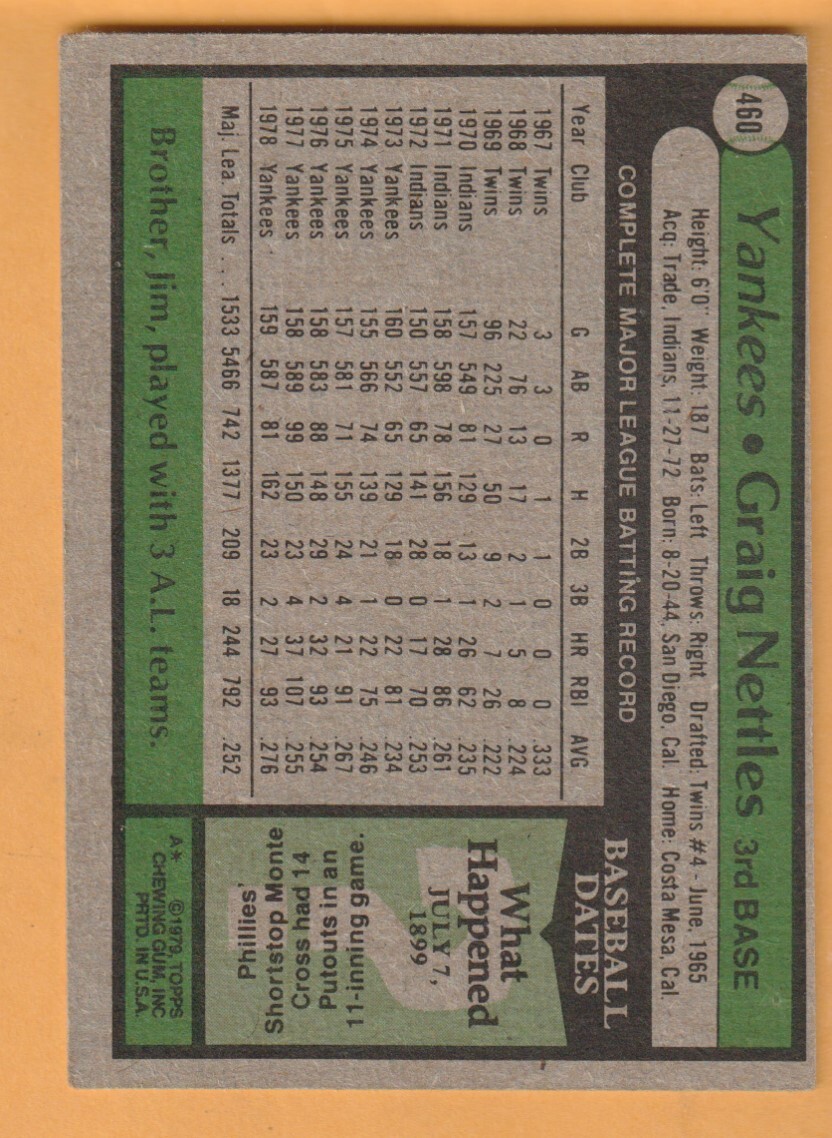 460
Yankees • Graig Nettles 3rd BASE
Height: 6'0" Weight: 187 Bats: Left Throws: Right Drafted: Twins #4 - June, 1965
Acq: Trade, Indians, 11-27-72 Born: 8-20-44, San Diego, Cal. Home: Costa Mesa, Cal.
COMPLETE MAJOR LEAGUE BATTING RECORD
Year Club G AB R H 2B 3B HR RBI AVG
1967 Twins 3 3 0 1 1 0 0 0 .333
1968 Twins 22 76 13 17 2 1 5 8 .224
1969 Twins 96 225 27 50 9 2 7 26 .222
1970 Indians 157 549 81 129 13 1 26 62 .235
1971 Indians 158 598 78 156 18 1 28 86 .261
1972 Indians 150 557 65 141 28 0 17 70 .253
1973 Yankees 160 552 65 129 18 0 22 81 .234
1974 Yankees 155 566 74 139 21 1 22 75 .246
1975 Yankees 157 581 71 155 24 4 21 91 .267
1976 Yankees 158 583 88 148 29 2 32 93 .254
1977 Yankees 158 589 99 150 23 4 37 107 .255
1978 Yankees 159 587 81 162 23 2 27 93 .276
Maj. Lea. Totals . . . 1533 5466 742 1377 209 18 244 792 .252
Brother, Jim, played with 3 A.L. teams.
BASEBALL
DATES
What
Happened
JULY 7,
1899
Phillies'
Shortstop Monte
Cross had 14
Putouts in an
11-inning game.
A* ©1979, TOPPS
CHEWING GUM, INC
PRTD. IN U.S.A.